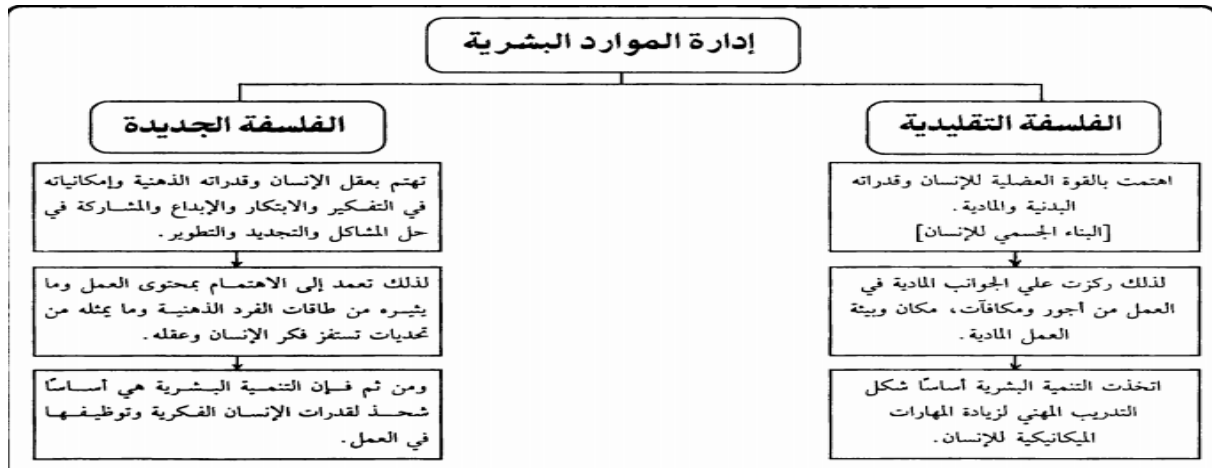 إدارة الموارد البشرية
الفلسفة التقليدية
اهتمت بالقوة العضلية للإنسان وقدراته
البدنية والمادية.
[البناء الجسمي للإنسان]
لذلك ركزت علي الجوانب المادية في
العمل من أجور ومكافآت، مكان وبيئة
العمل المادية.
اتخذت التنمية البشرية أساسًا شكل
التدريب المهني لزيادة المهارات
الميكانيكية للإنسان.
الفلسفة الجديدة
تهتم بعقل الإنسان وقدراته الذهنية وإمكانياته
في التفكير والابتكار والإبداع والمشاركة في
حل المشاكل والتجديد والتطوير.
لذلك تعمد إلى الاهتمام بمحتوى العمل وما
يثيره من طاقات الفرد الذهنية وما يمثله من
تحديات تستفز فكر الإنسان وعقله.
ومن ثم فإن التنمية البشرية هي أساسًا
شحذ لقدرات الإنسان الفكرية وتوظيفها
في العمل.